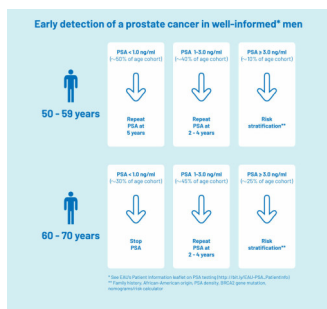 Early detection of a prostate cancer in well-informed* men
PSA < 1.0 ng/ml
(~50% of age cohort)
Repeat
PSA at
5 years
PSA 1-3.0 ng/ml
(~40% of age cohort)
Repeat
PSA at
2 - 4 years
PSA ≥ 3.0 ng/ml
(~10% of age cohort)
Risk
stratification**
50 - 59 years
PSA < 1.0 ng/ml
(~30% of age cohort)
Stop
PSA
PSA 1-3.0 ng/ml
(~45% of age cohort)
Repeat
PSA at
2 - 4 years
PSA ≥ 3.0 ng/ml
(~25% of age cohort)
Risk
stratification**
60 - 70 years
* See EAU's Patient Information leaflet on PSA testing (http://bit.ly/EAU-PSA_PatientInfo)
** Family history, African-American origin, PSA density, BRCA2 gene mutation,
nomograms/risk calculator